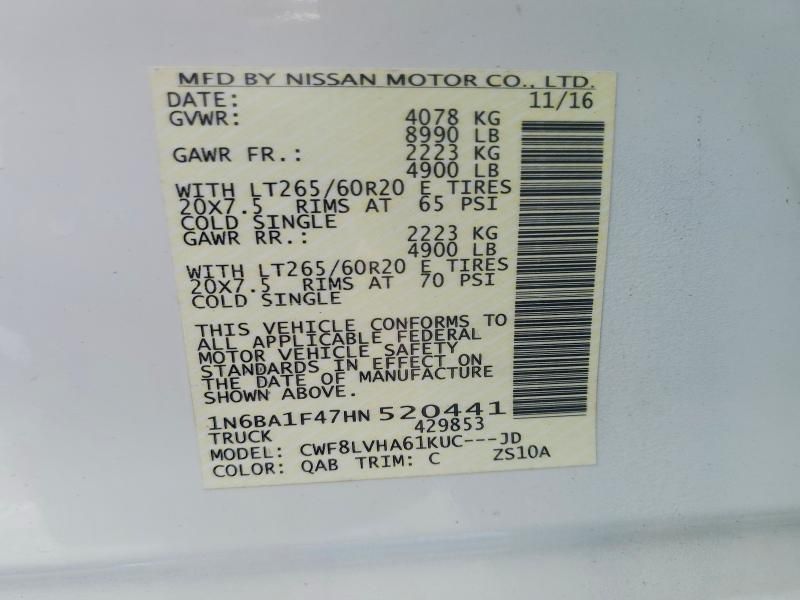 MFD BY NISSAN MOTOR CO., LTD.
DATE: 11/16
GVWR: 4078 KG
8990 LB
GAWR FR.: 2223 KG
4900 LB
WITH LT265/60R20 E TIRES
20X7.5 RIMS AT 65 PSI
COLD SINGLE
GAWR RR.: 2223 KG
4900 LB
WITH LT265/60R20 E TIRES
20X7.5 RIMS AT 70 PSI
COLD SINGLE
THIS VEHICLE CONFORMS TO
ALL APPLICABLE FEDERAL
MOTOR VEHICLE SAFETY
STANDARDS IN EFFECT ON
THE DATE OF MANUFACTURE
SHOWN ABOVE.
1N6BA1F47HN520441
TRUCK 429853
MODEL: CWF8LVHA61KUC---JD
COLOR: QAB TRIM: C ZS10A